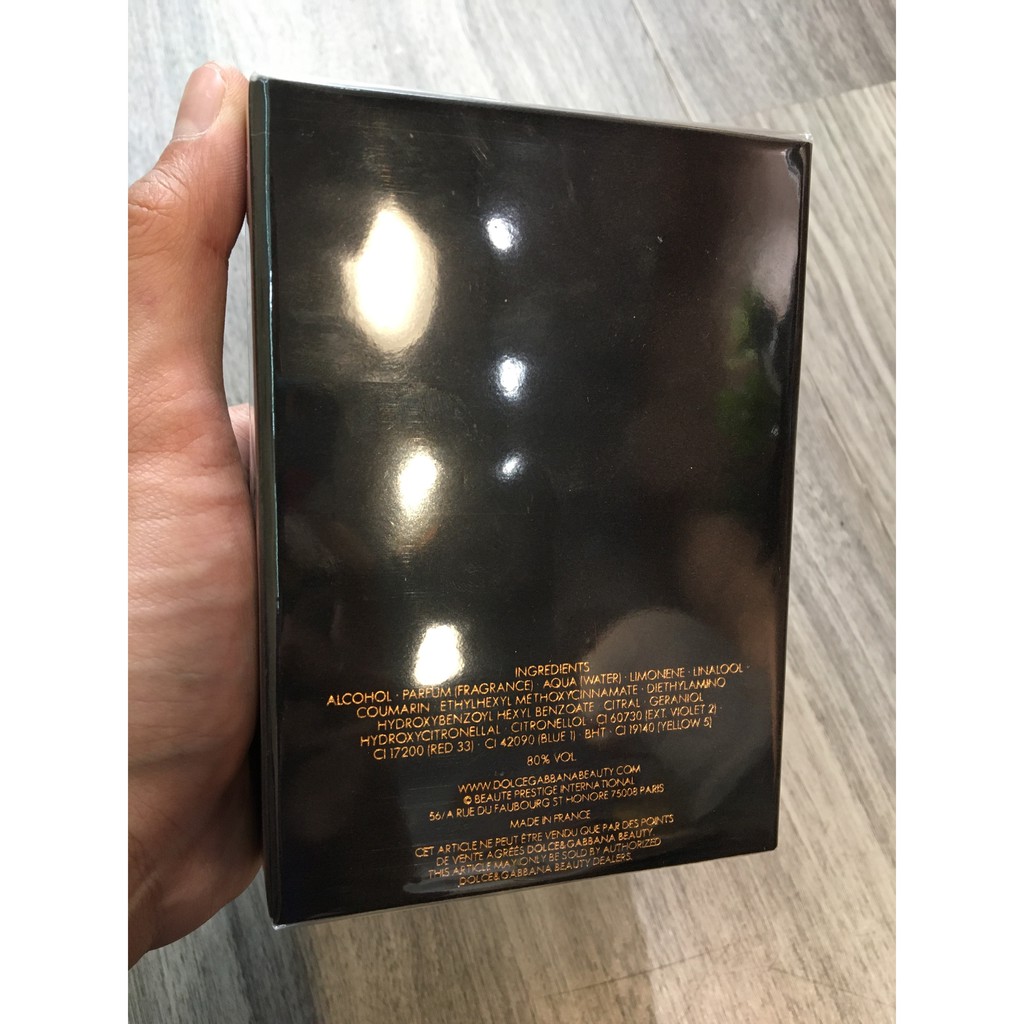 INGREDIENTS
ALCOHOL · PARFUM (FRAGRANCE) · AQUA (WATER) · LIMONENE · LINALOOL ·
COUMARIN · ETHYLHEXYL METHOXYCINNAMATE · DIETHYLAMINO
HYDROXYBENZOYL HEXYL BENZOATE · CITRAL · GERANIOL ·
HYDROXYCITRONELLAL · CITRONELLOL · CI 60730 (EXT. VIOLET 2) ·
CI 17200 (RED 33) · CI 42090 (BLUE 1) · BHT · CI 19140 (YELLOW 5)
80% VOL.
WWW.DOLCEGABBANABEAUTY.COM
© BEAUTE PRESTIGE INTERNATIONAL
56/A RUE DU FAUBOURG ST HONORE 75008 PARIS
MADE IN FRANCE
CET ARTICLE NE PEUT ÊTRE VENDU QUE PAR DES POINTS
DE VENTE AGRÉÉS DOLCE&GABBANA BEAUTY.
THIS ARTICLE MAY ONLY BE SOLD BY AUTHORIZED
DOLCE&GABBANA BEAUTY DEALERS.